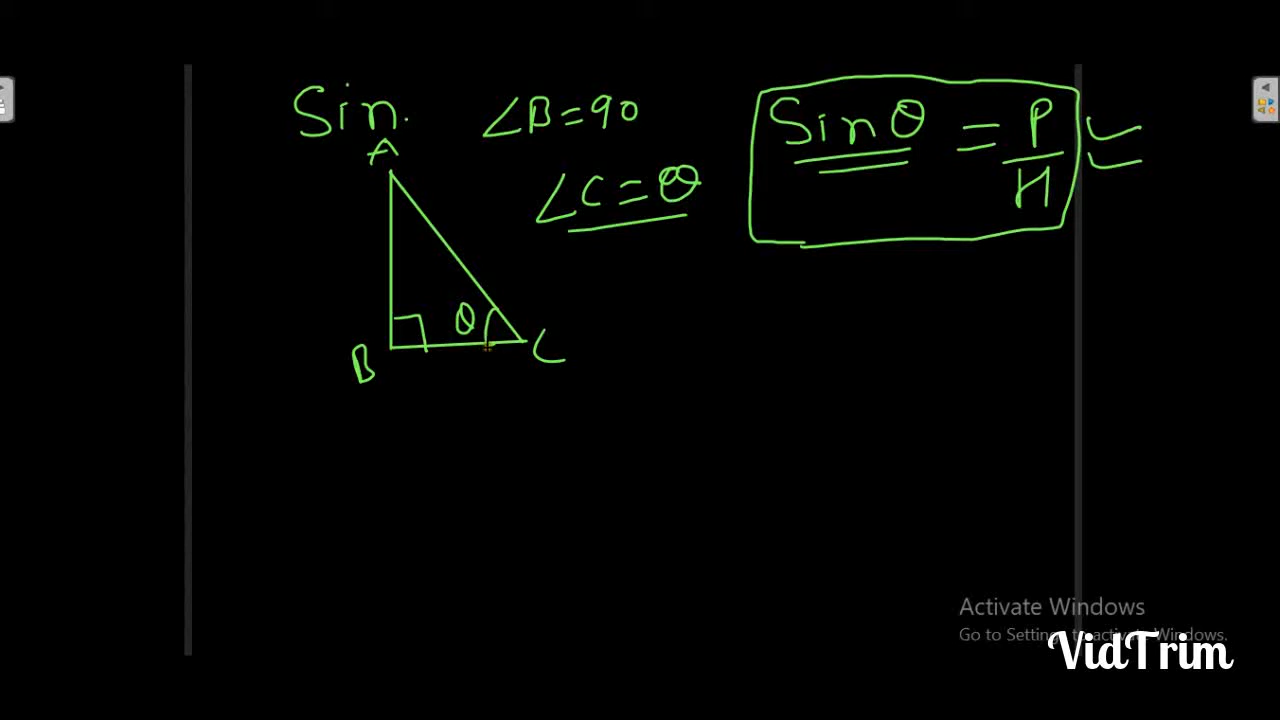 Sin.
∠B=90
Sinθ = P/H
∠C=θ
A
θ
B
C
Activate Windows
Go to Settings to activate Windows.
VidTrim